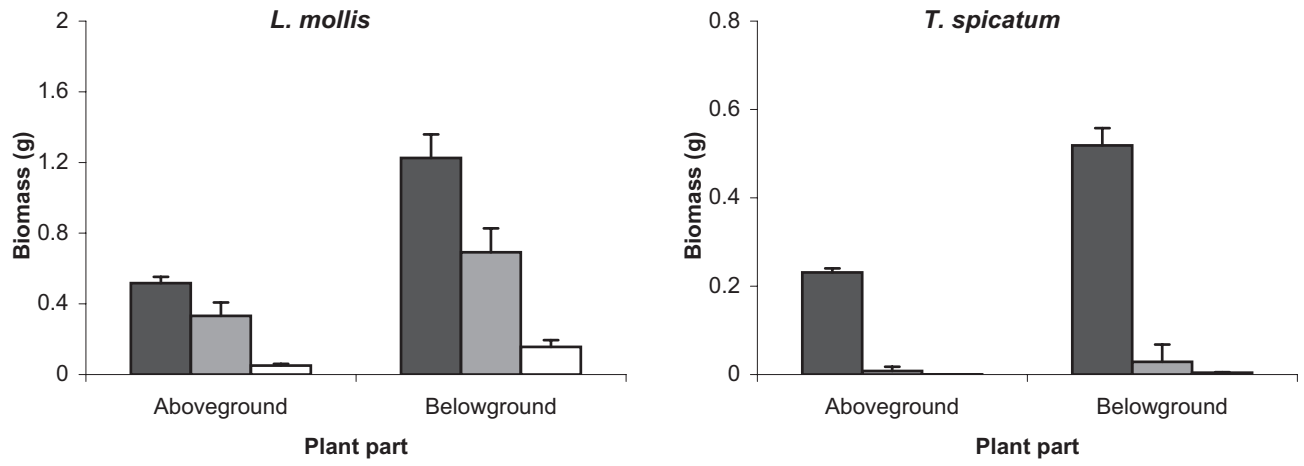 L. mollis
2
1.6
1.2
0.8
0.4
0
Biomass (g)
Aboveground
Belowground
Plant part
T. spicatum
0.8
0.6
0.4
0.2
0
Biomass (g)
Aboveground
Belowground
Plant part